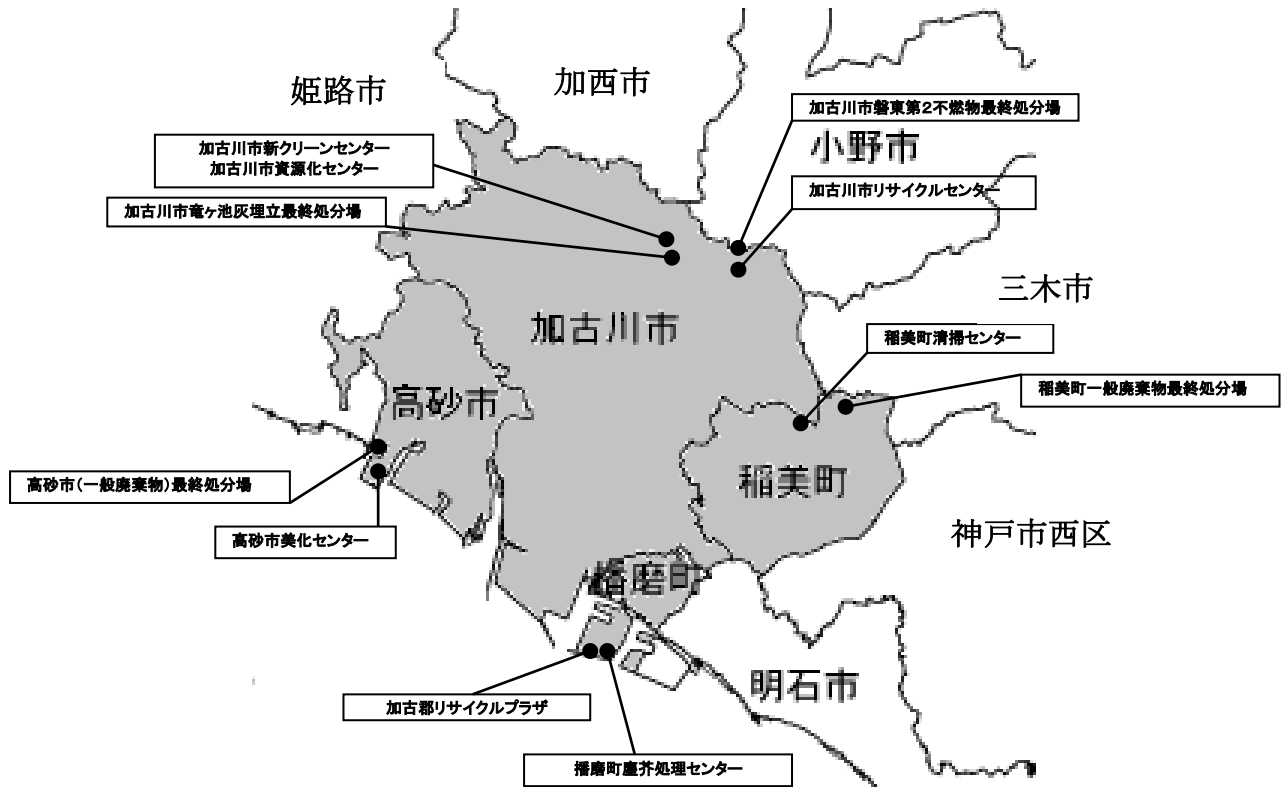 姫路市
加西市
加古川市磐東第2不燃物最終処分場
小野市
加古川市新クリーンセンター
加古川市資源化センター
加古川市リサイクルセンター
加古川市竜ヶ池灰埋立最終処分場
三木市
加古川市
稲美町清掃センター
稲美町一般廃棄物最終処分場
高砂市
稲美町
高砂市（一般廃棄物）最終処分場
高砂市美化センター
神戸市西区
播磨町
明石市
加古郡リサイクルプラザ
播磨町塵芥処理センター